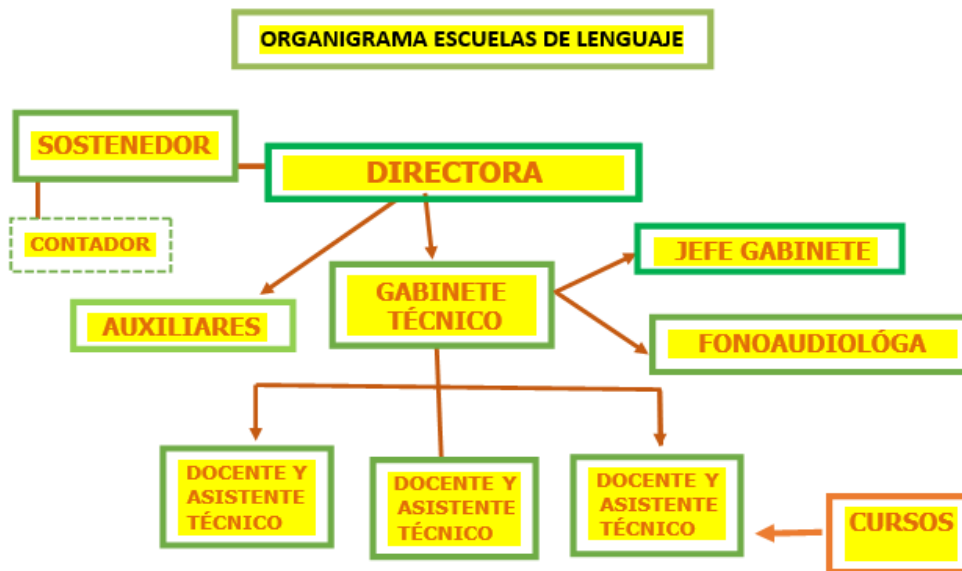 ORGANIGRAMA ESCUELAS DE LENGUAJE
SOSTENEDOR
DIRECTORA
CONTADOR
JEFE GABINETE
GABINETE
TÉCNICO
AUXILIARES
FONOAUDIOLÓGA
DOCENTE Y
ASISTENTE
TÉCNICO
DOCENTE Y
ASISTENTE
TÉCNICO
DOCENTE Y
ASISTENTE
TÉCNICO
CURSOS